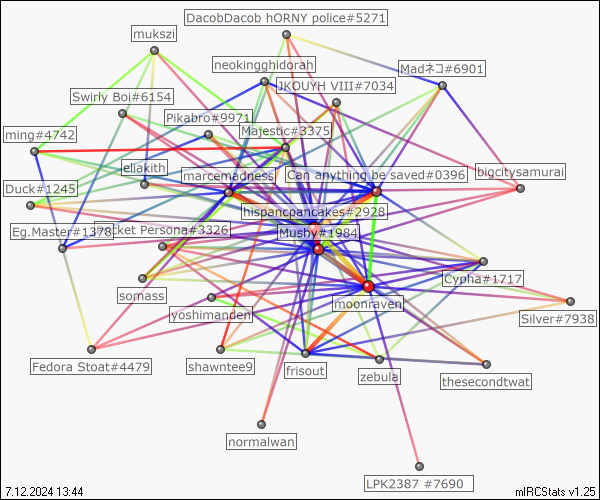 DacobDacob hORNY police#5271
mukszi
neokingghidorah
Madネコ#6901
JKOUYH VIII#7034
Swirly Boi#6154
Pikabro#9971
Majestic#3375
ming#4742
eliakith
marcemadness
Can anything be saved#0396
bigcitysamurai
Duck#1245
hispancpancakes#2928
Eg.Master#1378
cket Persona#3326
Mushy#1984
Cypha#1717
somass
yoshimanden
moonraven
Silver#7938
Fedora Stoat#4479
shawntee9
frisout
zebula
thesecondtwat
normalwan
LPK2387 #7690
7.12.2024 13:44
mIRCStats v1.25